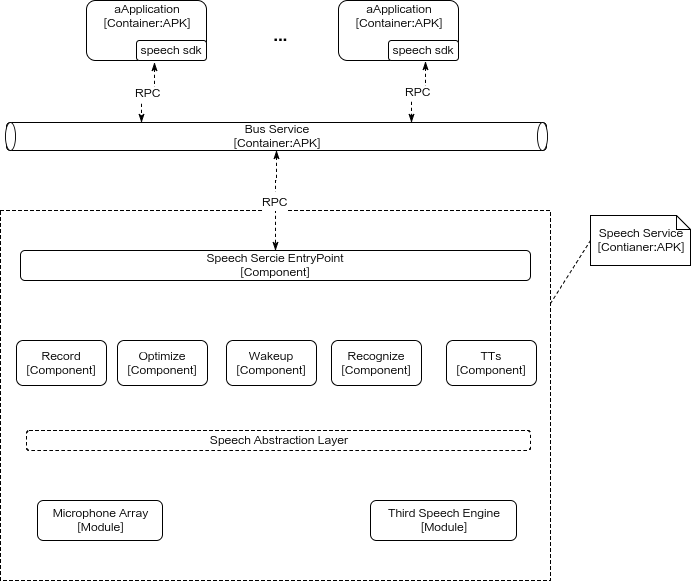 aApplication
[Container:APK]
speech sdk
...
aApplication
[Container:APK]
speech sdk
RPC
RPC
Bus Service
[Container:APK]
RPC
Speech Service
[Contianer:APK]
Speech Sercie EntryPoint
[Component]
Record
[Component]
Optimize
[Component]
Wakeup
[Component]
Recognize
[Component]
TTs
[Component]
Speech Abstraction Layer
Microphone Array
[Module]
Third Speech Engine
[Module]